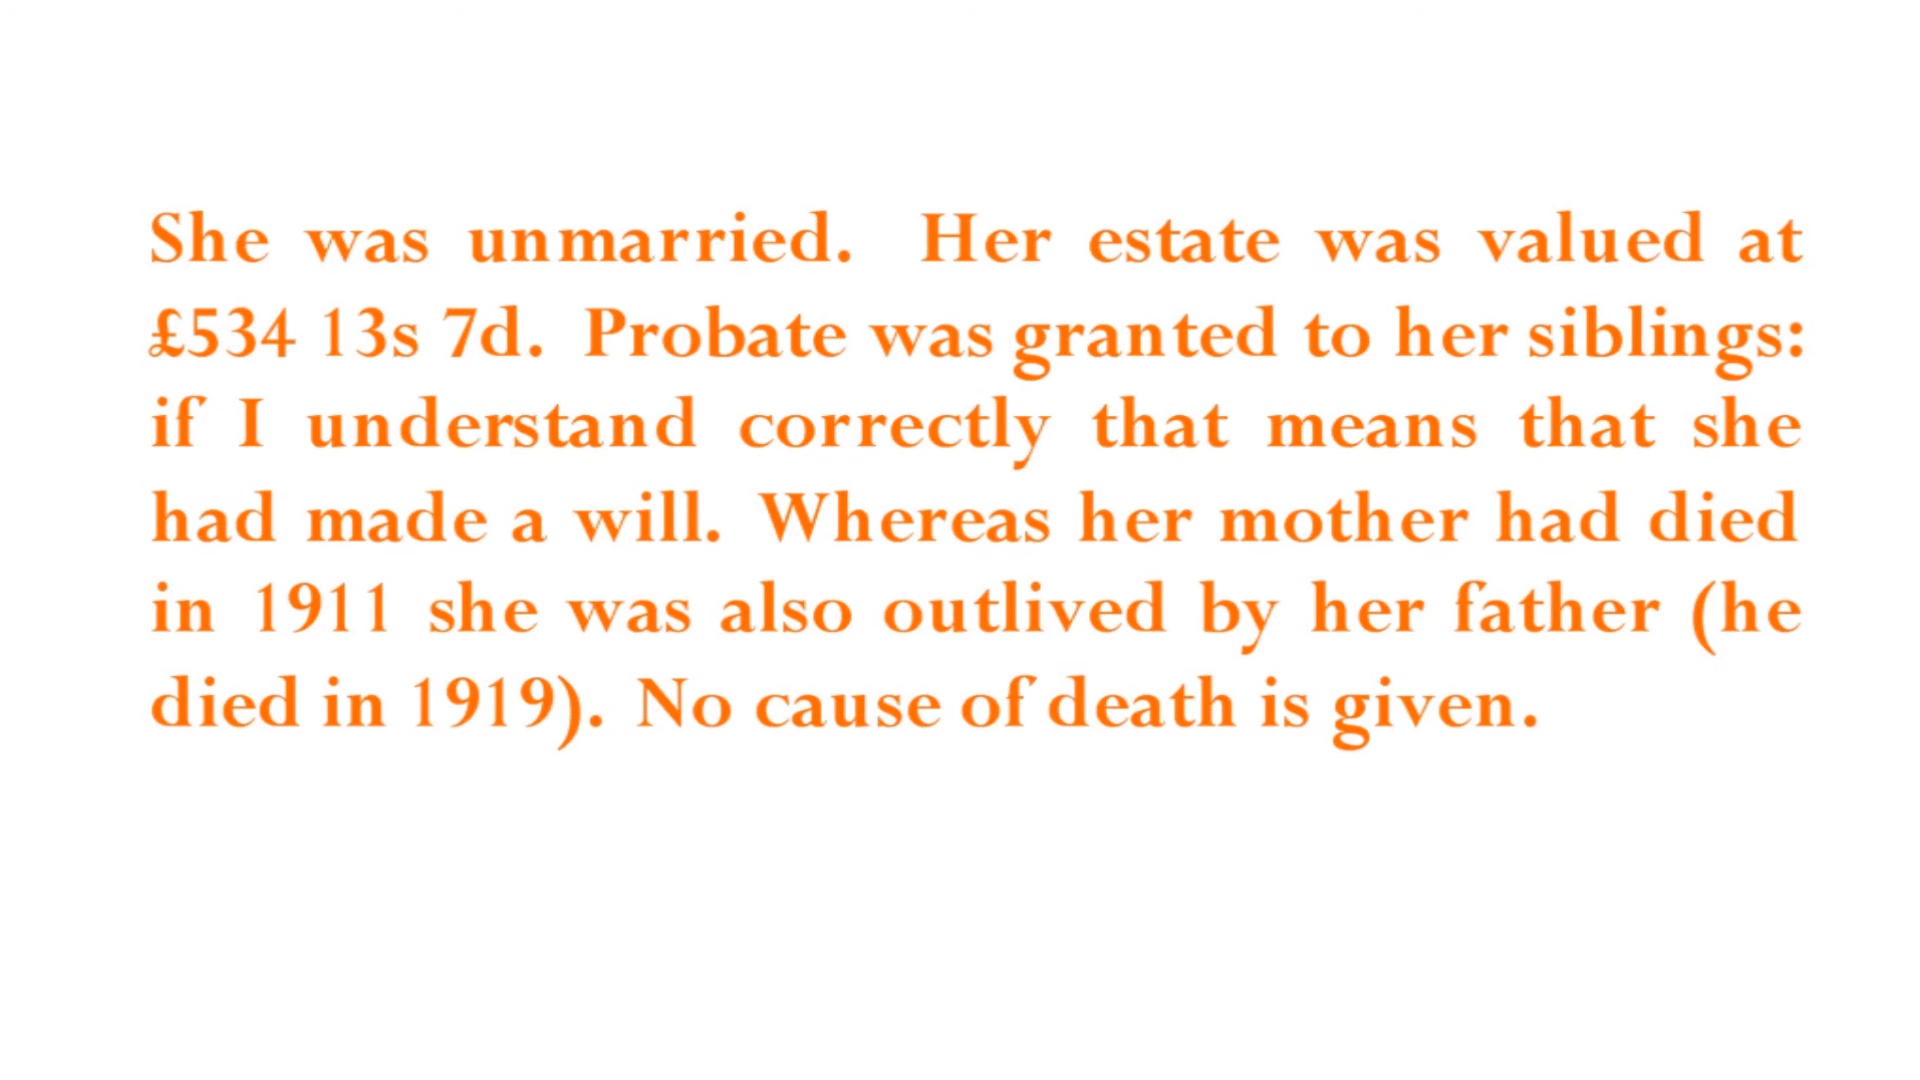 She was unmarried. Her estate was valued at
£534 13s 7d. Probate was granted to her siblings:
if I understand correctly that means that she
had made a will. Whereas her mother had died
in 1911 she was also outlived by her father (he
died in 1919). No cause of death is given.